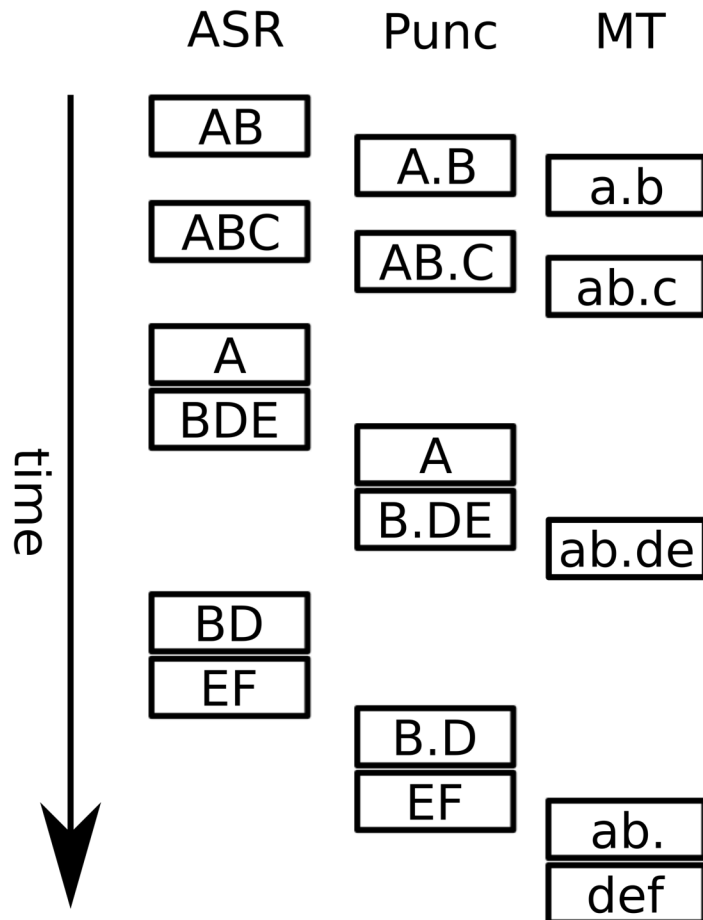 ASR Punc MT
AB
A.B
a.b
ABC
AB.C
ab.c
A
BDE
A
B.DE
ab.de
time
BD
EF
B.D
EF
ab.
def